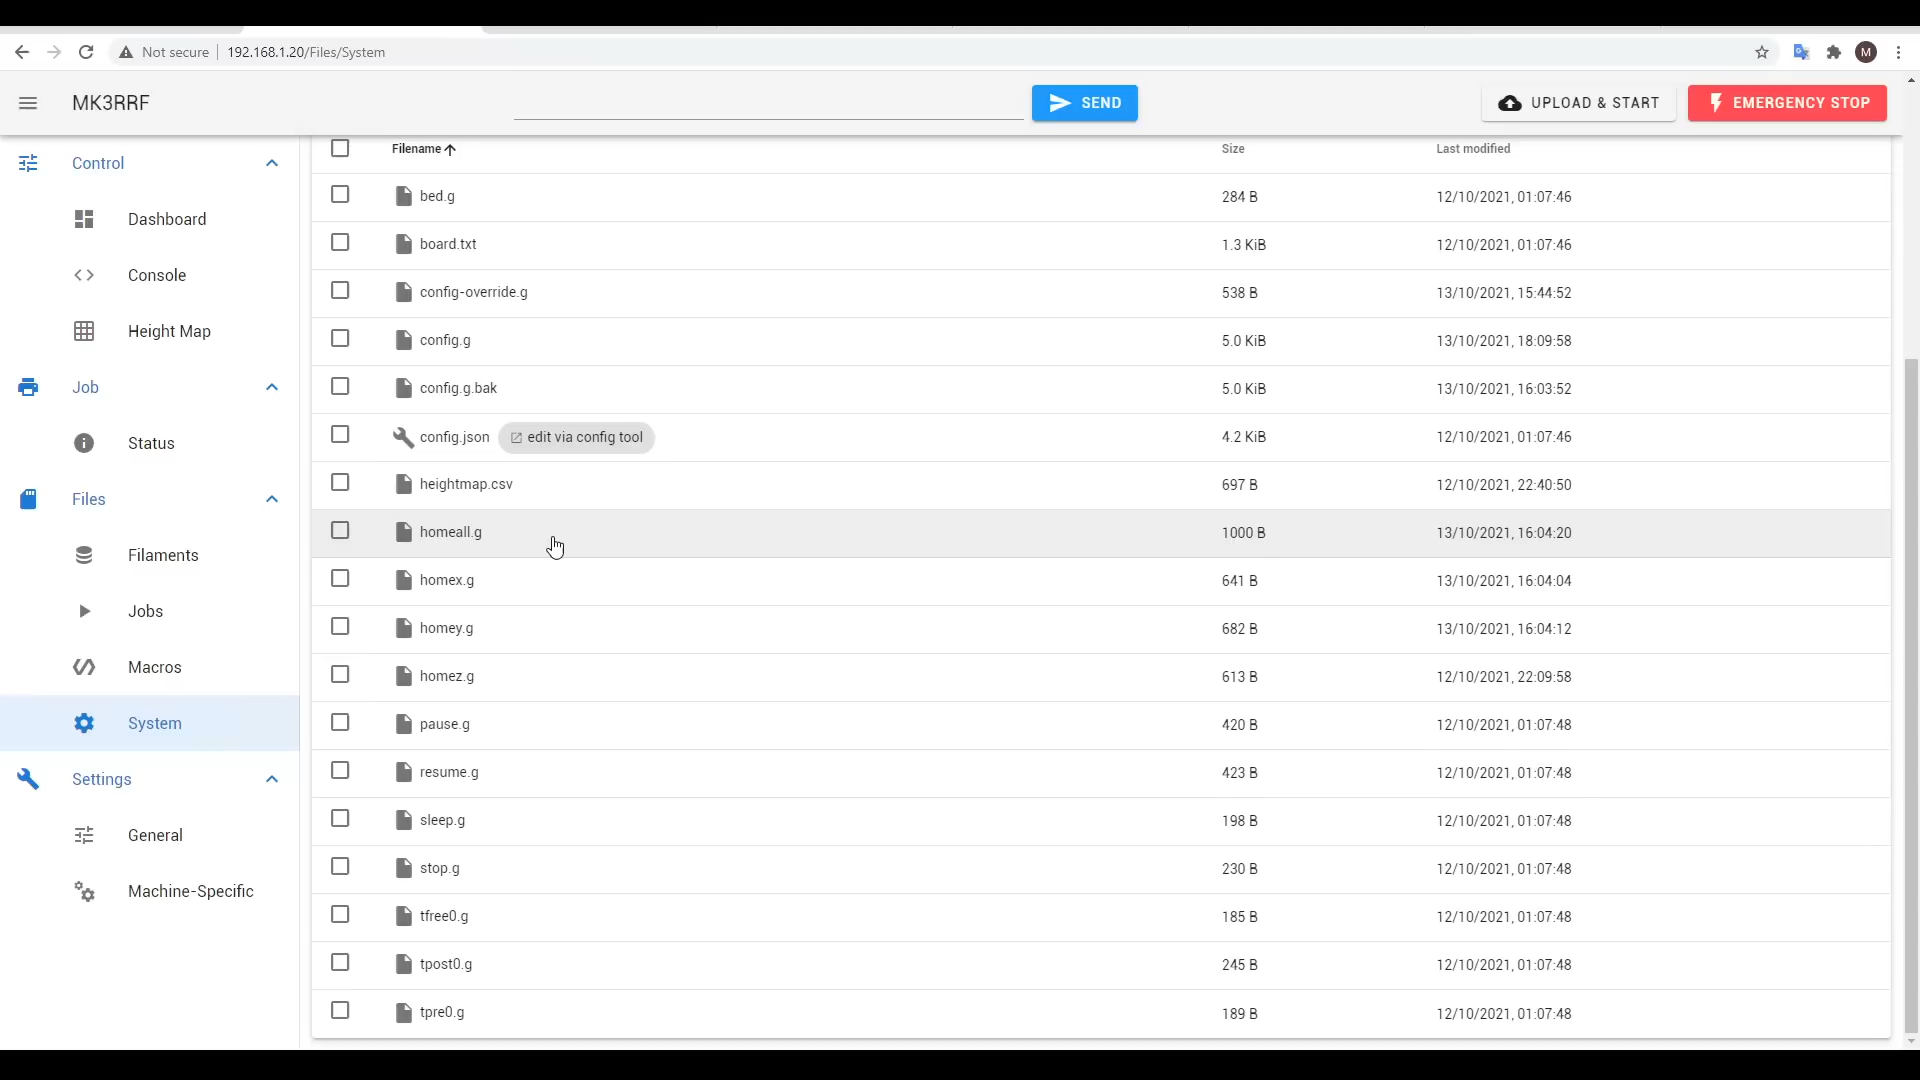 Not secure 192.168.1.20/Files/System M
MK3RRF SEND UPLOAD & START EMERGENCY STOP
Control
Dashboard
Console
Height Map
Job
Status
Files
Filaments
Jobs
Macros
System
Settings
General
Machine-Specific
Filename Size Last modified
bed.g 284 B 12/10/2021, 01:07:46
board.txt 1.3 KiB 12/10/2021, 01:07:46
config-override.g 538 B 13/10/2021, 15:44:52
config.g 5.0 KiB 13/10/2021, 18:09:58
config.g.bak 5.0 KiB 13/10/2021, 16:03:52
config.json edit via config tool 4.2 KiB 12/10/2021, 01:07:46
heightmap.csv 697 B 12/10/2021, 22:40:50
homeall.g 1000 B 13/10/2021, 16:04:20
homex.g 641 B 13/10/2021, 16:04:04
homey.g 682 B 13/10/2021, 16:04:12
homez.g 613 B 12/10/2021, 22:09:58
pause.g 420 B 12/10/2021, 01:07:48
resume.g 423 B 12/10/2021, 01:07:48
sleep.g 198 B 12/10/2021, 01:07:48
stop.g 230 B 12/10/2021, 01:07:48
tfree0.g 185 B 12/10/2021, 01:07:48
tpost0.g 245 B 12/10/2021, 01:07:48
tpre0.g 189 B 12/10/2021, 01:07:48